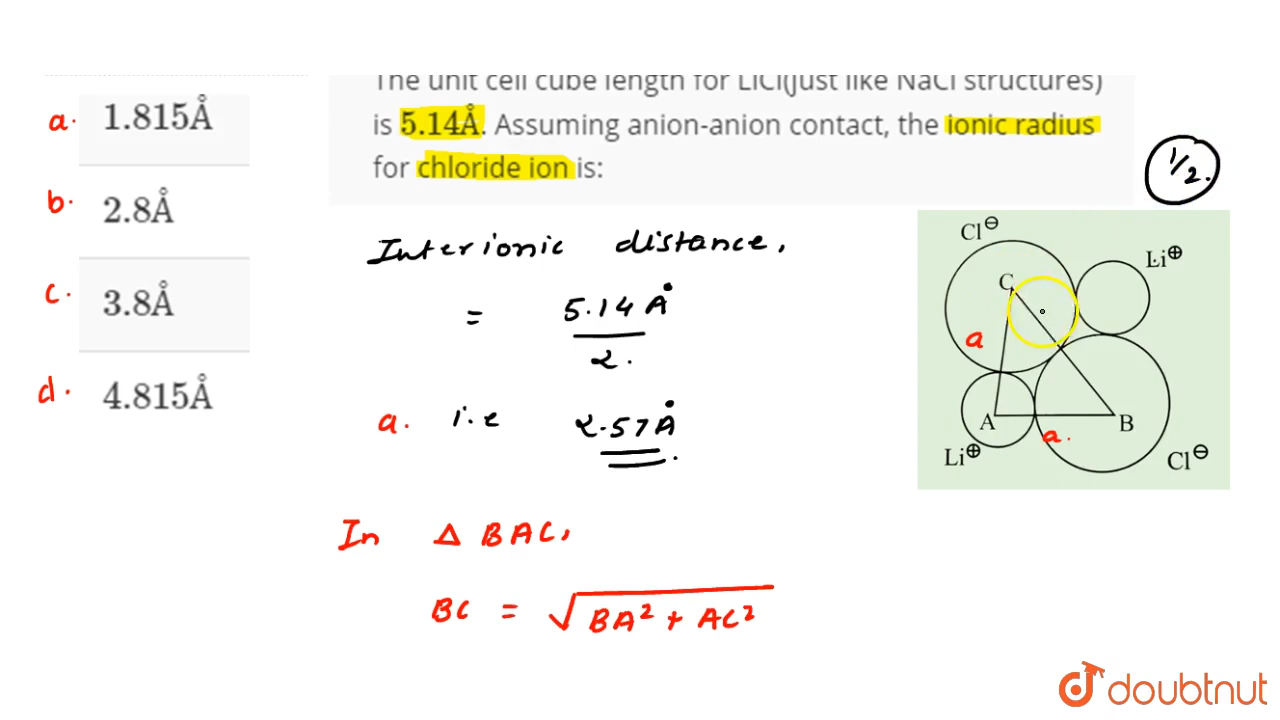 The unit cell cube length for LiCl(just like NaCl structures)
is 5.14Å. Assuming anion-anion contact, the ionic radius
for chloride ion is:
a. 1.815Å
b. 2.8Å
c. 3.8Å
d. 4.815Å
1/2.
Interionic distance,
= 5.14 Å
2.
a. i.e 2.57Å
In Δ BAC,
BC = √BA² + AC²
Cl⊖
Li⊕
C
a
A
B
a.
Li⊕
Cl⊖
doubtnut